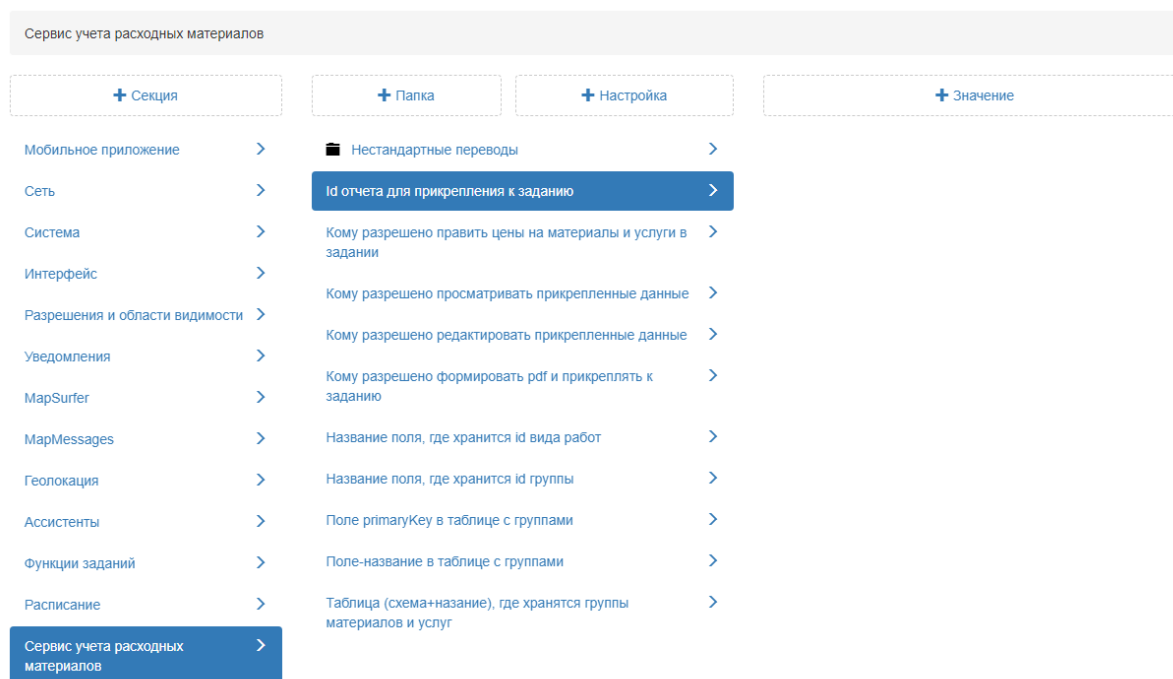 Сервис учета расходных материалов
+ Секция
+ Папка
+ Настройка
+ Значение
Мобильное приложение
Сеть
Система
Интерфейс
Разрешения и области видимости
Уведомления
MapSurfer
MapMessages
Геолокация
Ассистенты
Функции заданий
Расписание
Сервис учета расходных
материалов
Нестандартные переводы
Id отчета для прикрепления к заданию
Кому разрешено править цены на материалы и услуги в
задании
Кому разрешено просматривать прикрепленные данные
Кому разрешено редактировать прикрепленные данные
Кому разрешено формировать pdf и прикреплять к
заданию
Название поля, где хранится id вида работ
Название поля, где хранится id группы
Поле primaryKey в таблице с группами
Поле-название в таблице с группами
Таблица (схема+назание), где хранятся группы
материалов и услуг